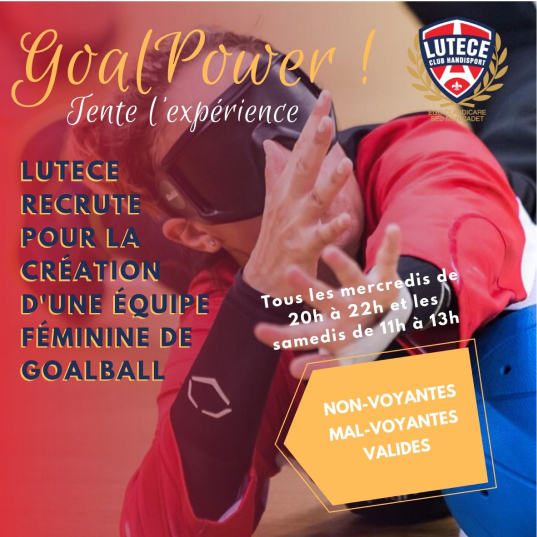 GoalPower !
Tente l'expérience
LUTECE
CLUB HANDISPORT
LUTECE
RECRUTE
POUR LA
CRÉATION
D'UNE ÉQUIPE
FÉMININE DE
GOALBALL
Tous les mercredis de
20h à 22h et les
samedis de 11h à 13h
NON-VOYANTES
MAL-VOYANTES
VALIDES